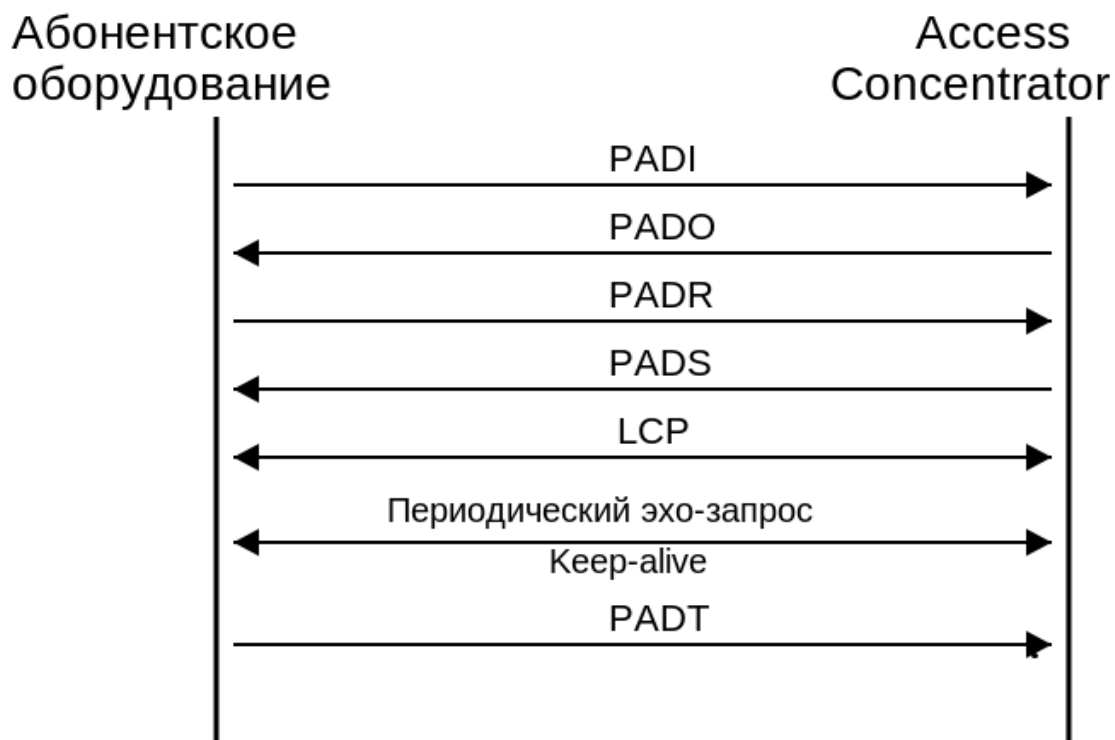 Абонентское
оборудование
Access
Concentrator
PADI
PADO
PADR
PADS
LCP
Периодический эхо-запрос
Keep-alive
PADT